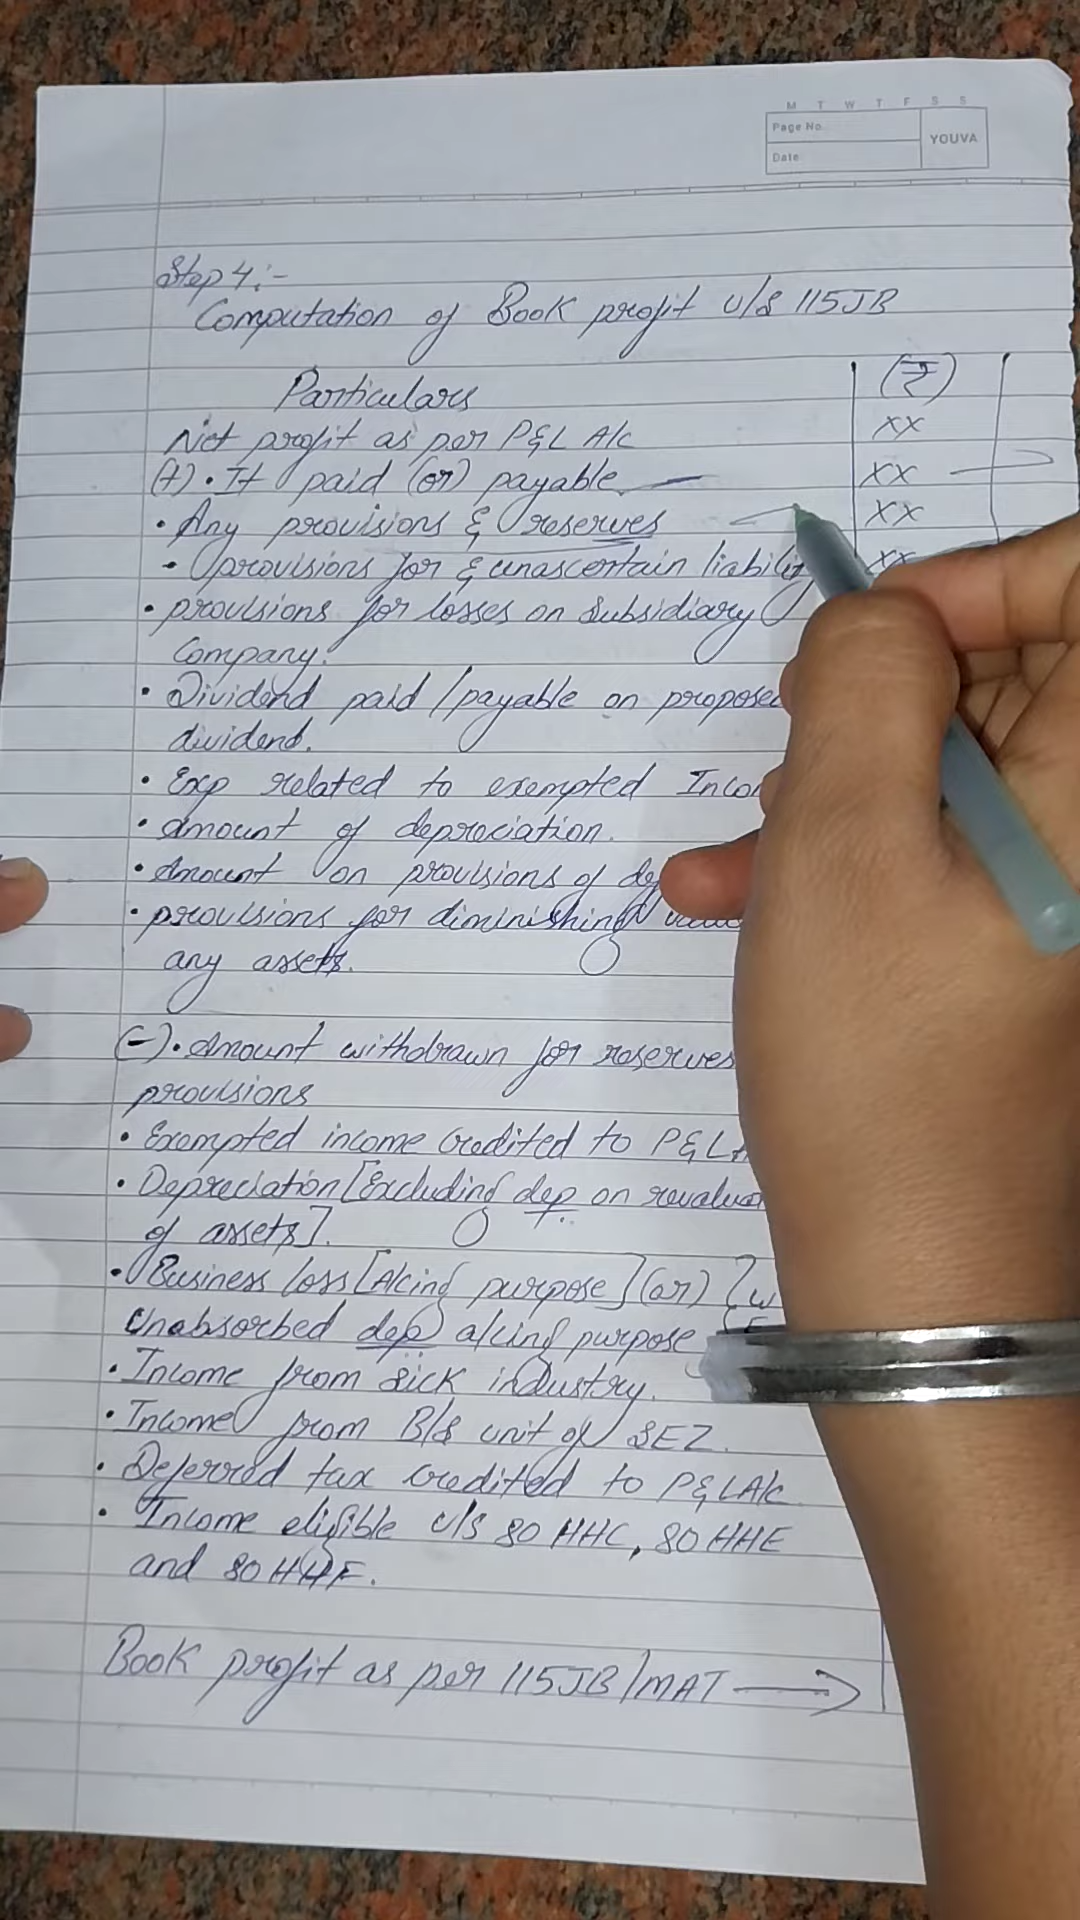 M T W T F S S
Page No.
YOUVA
Date
Step 4:-
Computation of Book profit u/s 115JB
Particulars (₹)
Net profit as per P&L A/c xx
(+) • It paid (or) payable xx
• Any provisions & reserves xx
• provisions for & unascertain liability xx
• provisions for losses on Subsidiary
Company.
• Dividend paid / payable on proposed
dividend.
• Exp related to exempted
• Amount of depreciation.
• Amount on provisions of
• provisions for diminishing
any assets.
(-) • Amount withdrawn for reserves
provisions
• Exempted income credited to P&L
• Depreciation [Excluding dep on
of assets].
• Business loss [A/cing purpose] (or)
Unabsorbed dep a/cing purpose
• Income from sick industry.
• Income from B/s unit of SEZ.
• Deferred tax credited to P&L A/c
• Income eligible u/s 80 HHC, 80 HHE
and 80 HHF.
Book profit as per 115JB/MAT →